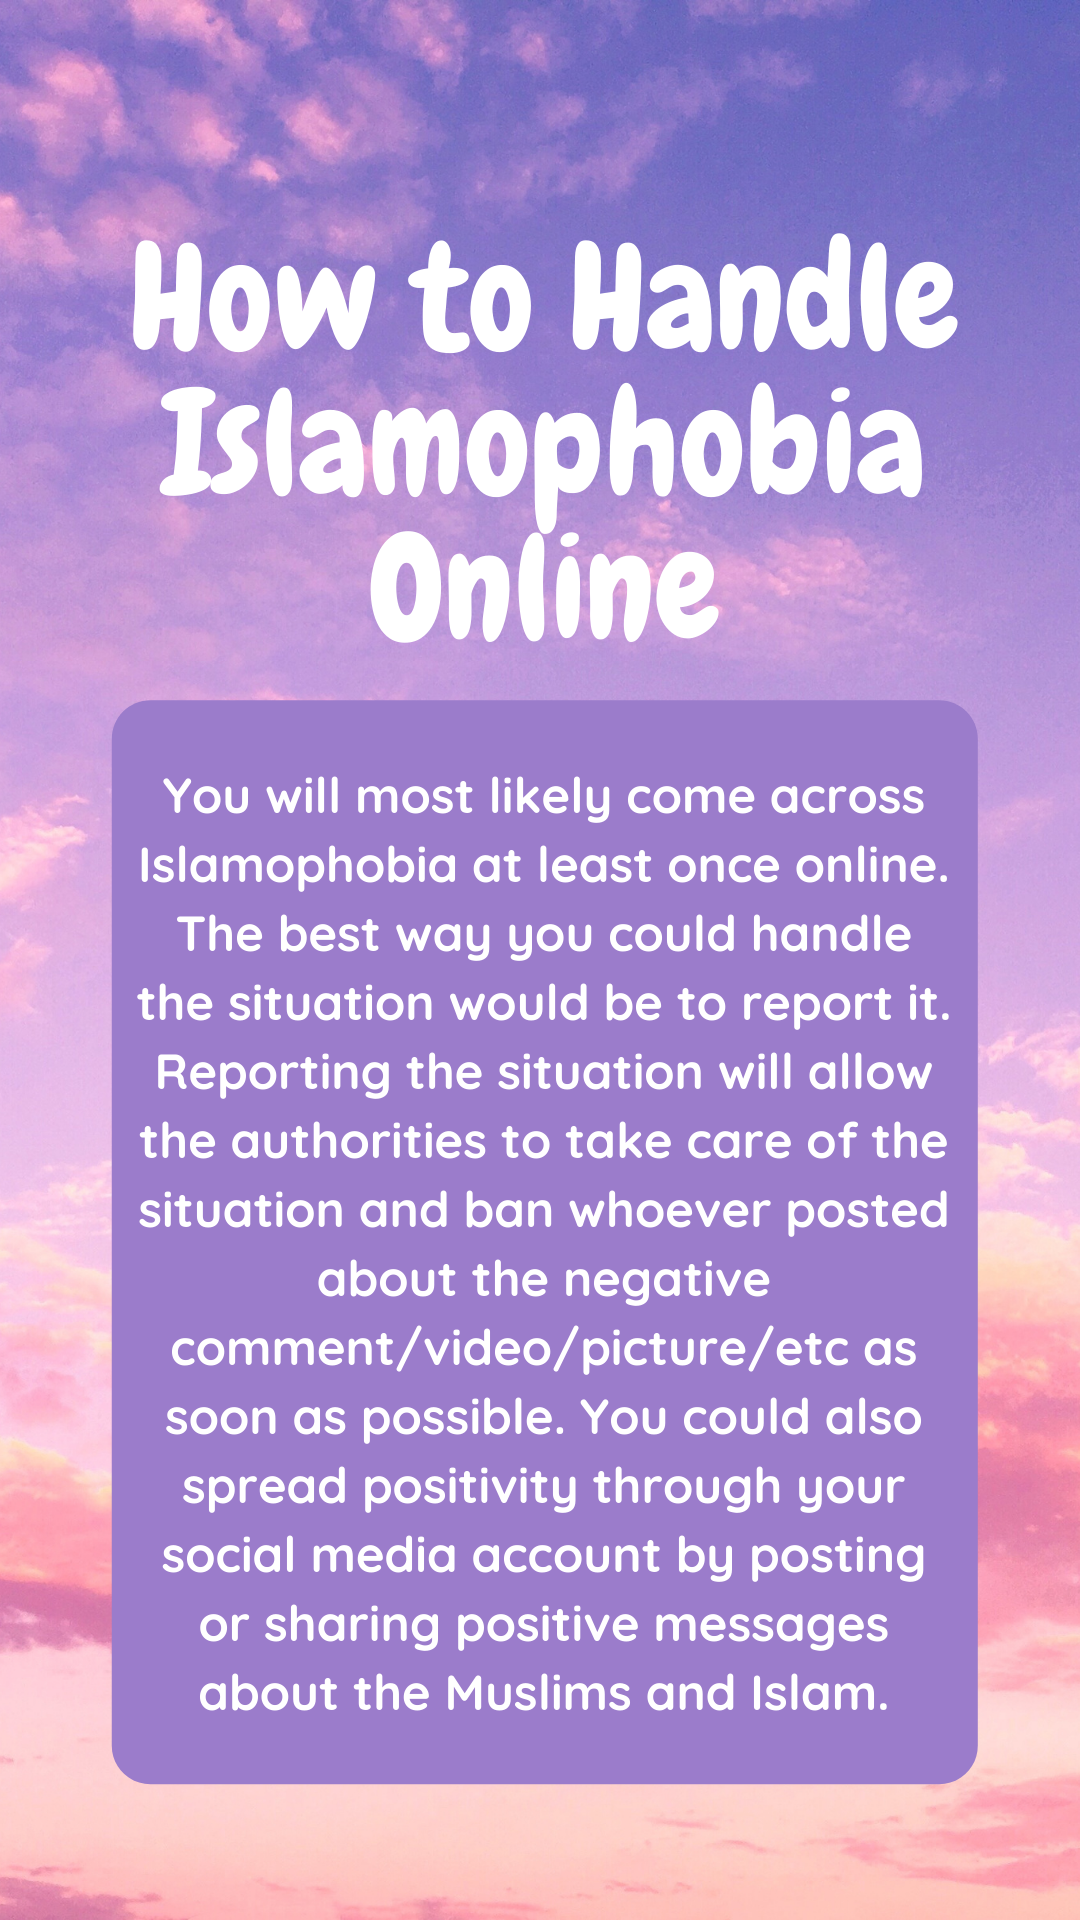 How to Handle
Islamophobia
Online
You will most likely come across
Islamophobia at least once online.
The best way you could handle
the situation would be to report it.
Reporting the situation will allow
the authorities to take care of the
situation and ban whoever posted
about the negative
comment/video/picture/etc as
soon as possible. You could also
spread positivity through your
social media account by posting
or sharing positive messages
about the Muslims and Islam.